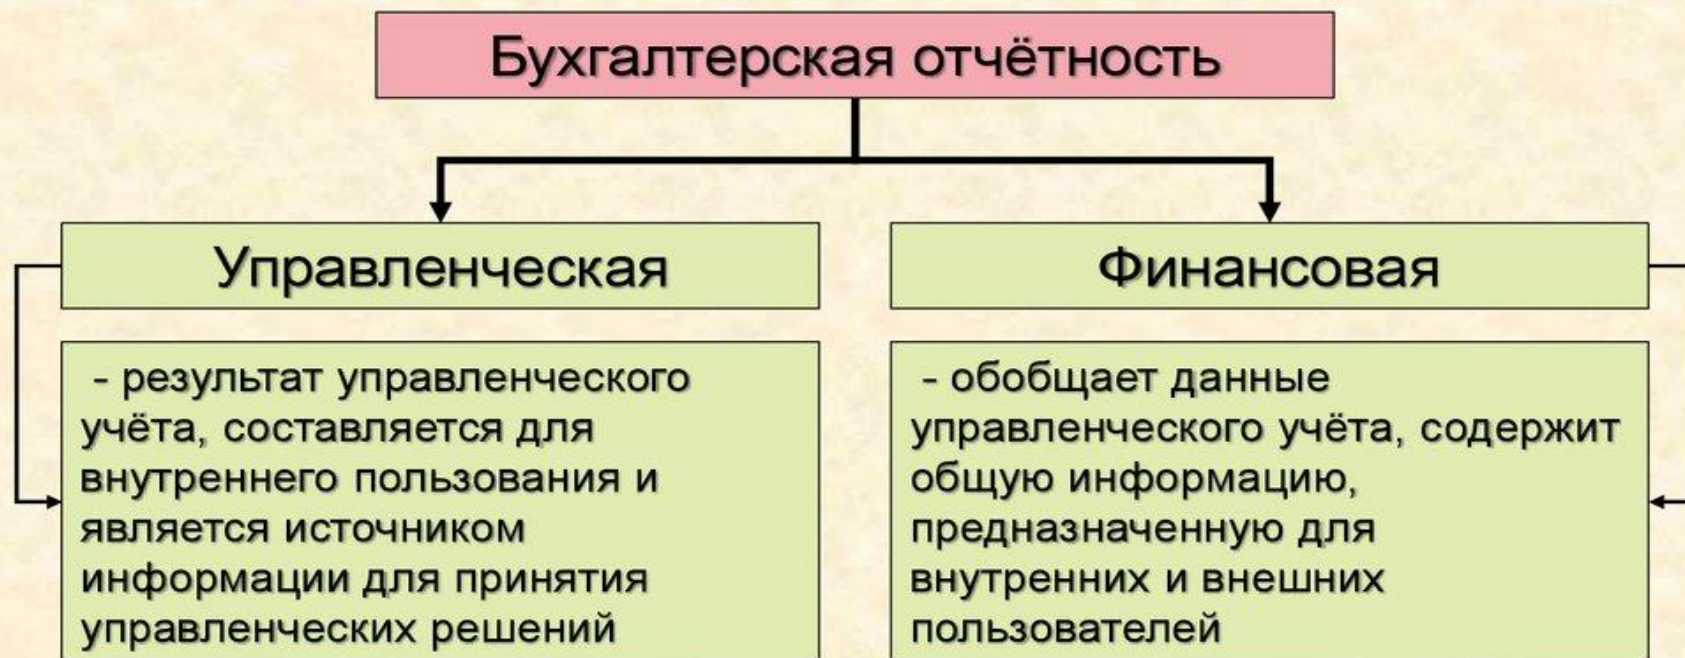 Бухгалтерская отчётность
Управленческая
- результат управленческого
учёта, составляется для
внутреннего пользования и
является источником
информации для принятия
управленческих решений
Финансовая
- обобщает данные
управленческого учёта, содержит
общую информацию,
предназначенную для
внутренних и внешних
пользователей